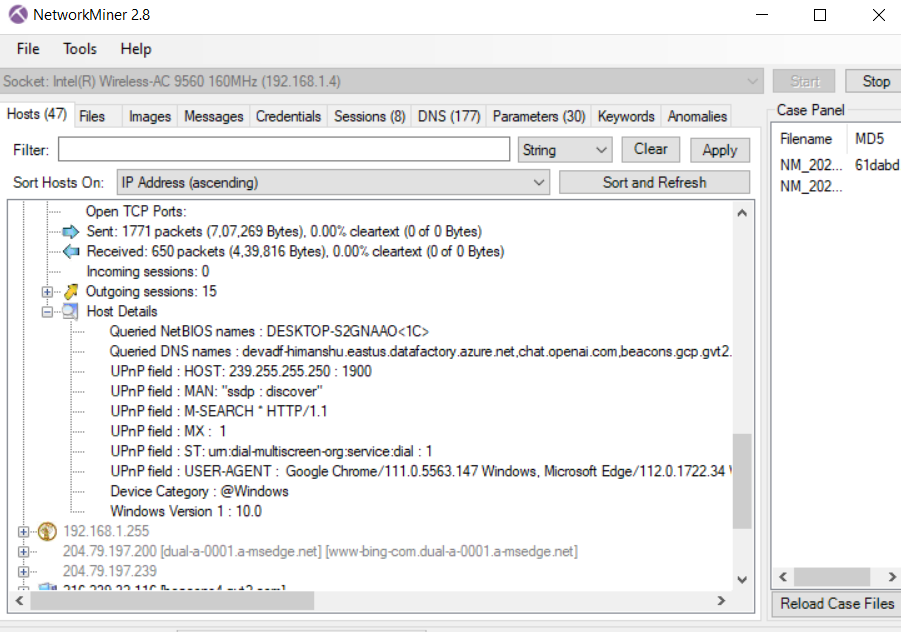 NetworkMiner 2.8
File Tools Help
Socket: Intel(R) Wireless-AC 9560 160MHz (192.168.1.4)
Start
Stop
Hosts (47) Files Images Messages Credentials Sessions (8) DNS (177) Parameters (30) Keywords Anomalies
Filter:
String
Clear
Apply
Sort Hosts On: IP Address (ascending)
Sort and Refresh
Open TCP Ports:
Sent: 1771 packets (7,07,269 Bytes), 0.00% cleartext (0 of 0 Bytes)
Received: 650 packets (4,39,816 Bytes), 0.00% cleartext (0 of 0 Bytes)
Incoming sessions: 0
Outgoing sessions: 15
Host Details
Queried NetBIOS names : DESKTOP-S2GNAAO<1C>
Queried DNS names : devadf-himanshu.eastus.datafactory.azure.net,chat.openai.com,beacons.gcp.gvt2.
UPnP field : HOST: 239.255.255.250 : 1900
UPnP field : MAN: "ssdp : discover"
UPnP field : M-SEARCH * HTTP/1.1
UPnP field : MX : 1
UPnP field : ST: urn:dial-multiscreen-org:service:dial : 1
UPnP field : USER-AGENT : Google Chrome/111.0.5563.147 Windows, Microsoft Edge/112.0.1722.34
Device Category : @Windows
Windows Version 1 : 10.0
192.168.1.255
204.79.197.200 [dual-a-0001.a-msedge.net] [www-bing-com.dual-a-0001.a-msedge.net]
204.79.197.239
Case Panel
Filename MD5
NM_202... 61dabd
NM_202...
Reload Case Files